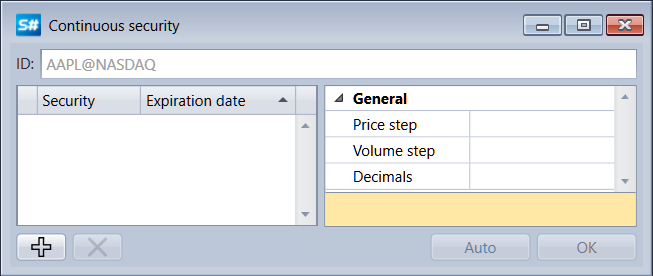 S# Continuous security
ID: AAPL@NASDAQ
Security Expiration date
General
Price step
Volume step
Decimals
Auto OK